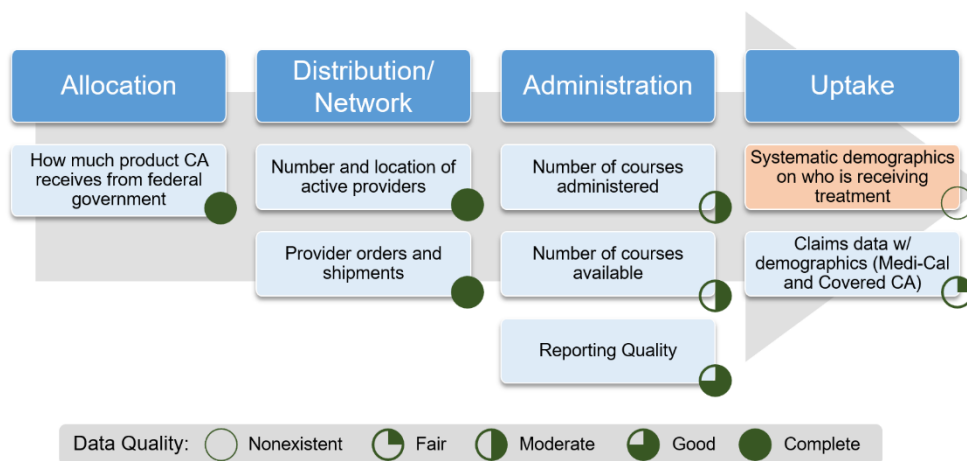 Allocation
Distribution/
Network
Administration
Uptake
How much product CA
receives from federal
government
Number and location of
active providers
Number of courses
administered
Systematic demographics
on who is receiving
treatment
Provider orders and
shipments
Number of courses
available
Claims data w/
demographics (Medi-Cal
and Covered CA)
Reporting Quality
Data Quality: Nonexistent Fair Moderate Good Complete